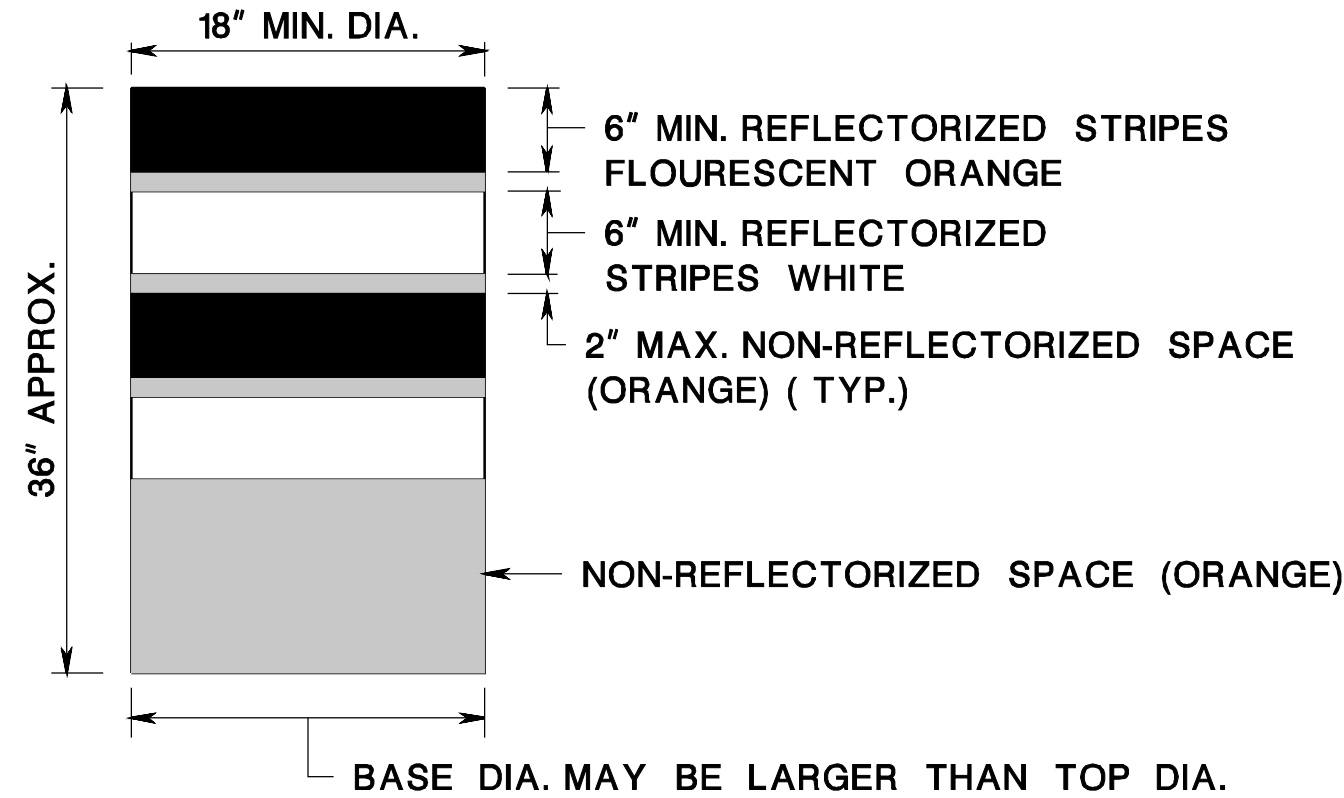 18" MIN. DIA.
36" APPROX.
6" MIN. REFLECTORIZED STRIPES
FLOURESCENT ORANGE
6" MIN. REFLECTORIZED
STRIPES WHITE
2" MAX. NON-REFLECTORIZED SPACE
(ORANGE) ( TYP.)
NON-REFLECTORIZED SPACE (ORANGE)
BASE DIA. MAY BE LARGER THAN TOP DIA.